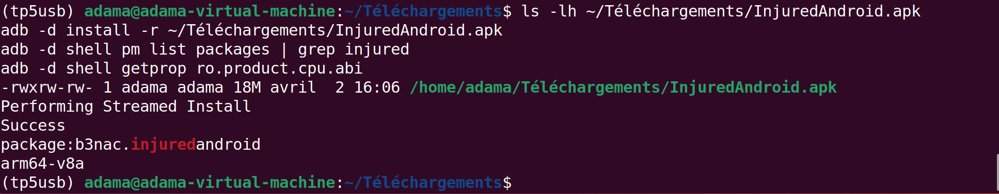 (tp5usb) adama@adama-virtual-machine:~/Téléchargements$ ls -lh ~/Téléchargements/InjuredAndroid.apk
adb -d install -r ~/Téléchargements/InjuredAndroid.apk
adb -d shell pm list packages | grep injured
adb -d shell getprop ro.product.cpu.abi
-rwxrw-rw- 1 adama adama 18M avril  2 16:06 /home/adama/Téléchargements/InjuredAndroid.apk
Performing Streamed Install
Success
package:b3nac.injuredandroid
arm64-v8a
(tp5usb) adama@adama-virtual-machine:~/Téléchargements$